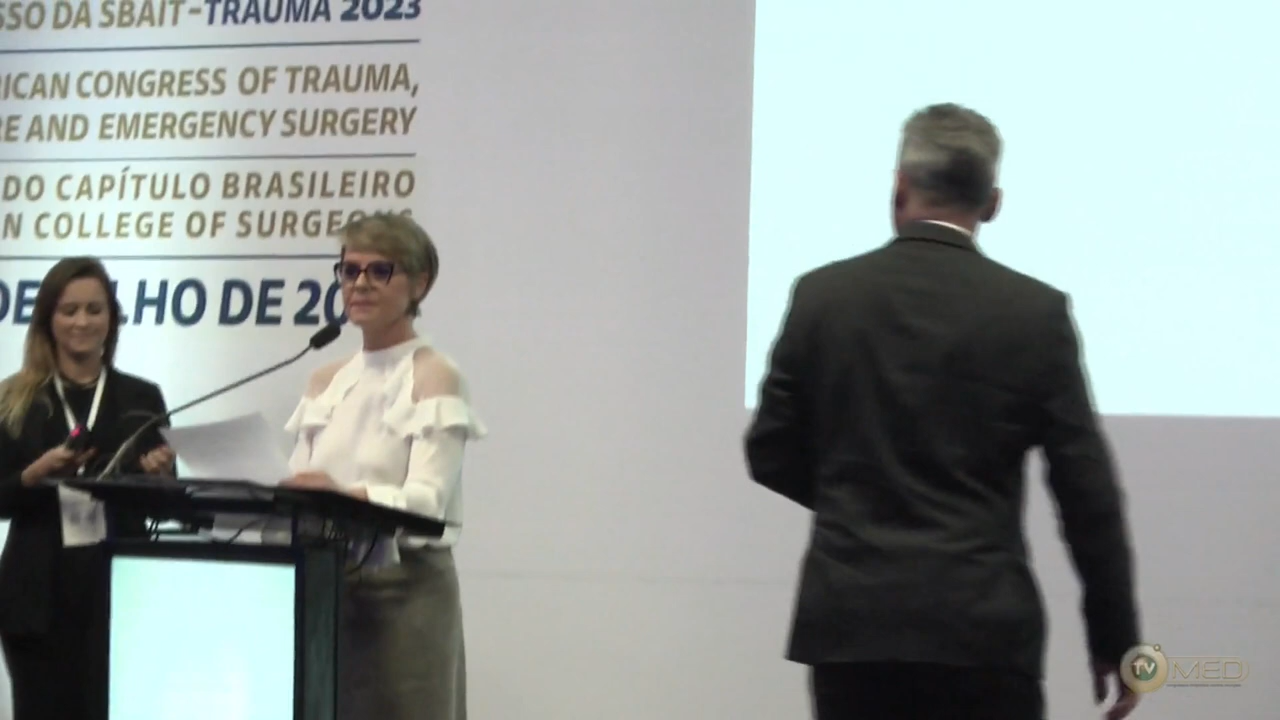 SSO DA SBAIT-TRAUMA 2023
RICAN CONGRESS OF TRAUMA,
RE AND EMERGENCY SURGERY
DO CAPÍTULO BRASILEIRO
N COLLEGE OF SURGEONS
DE LHO DE 20
TV MED